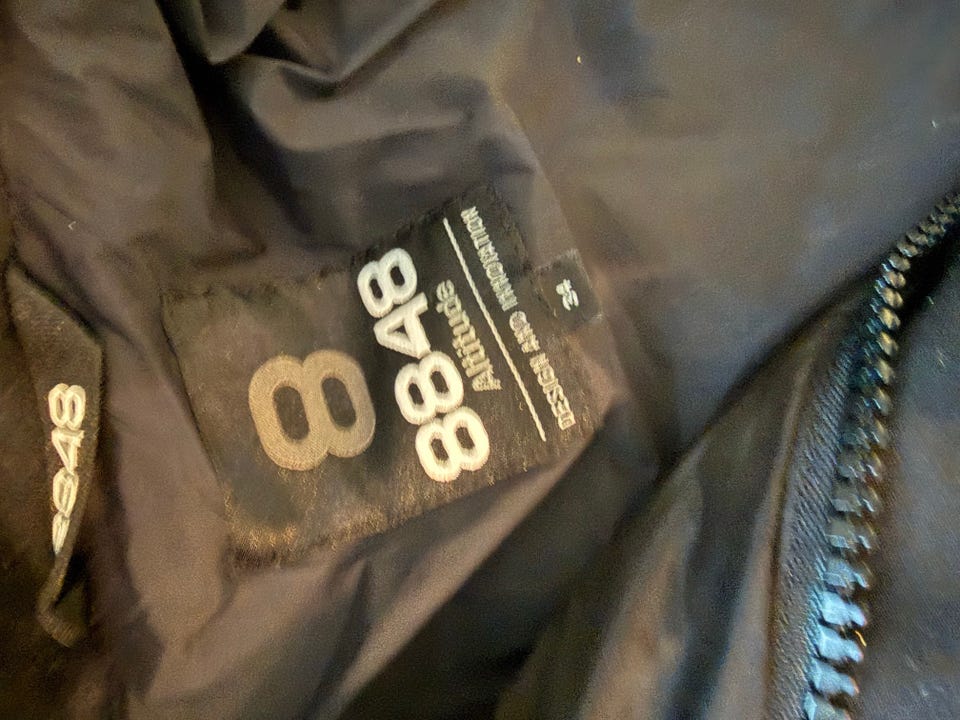 8
8848
Altitude
DESIGN AND INNOVATION
34
8848